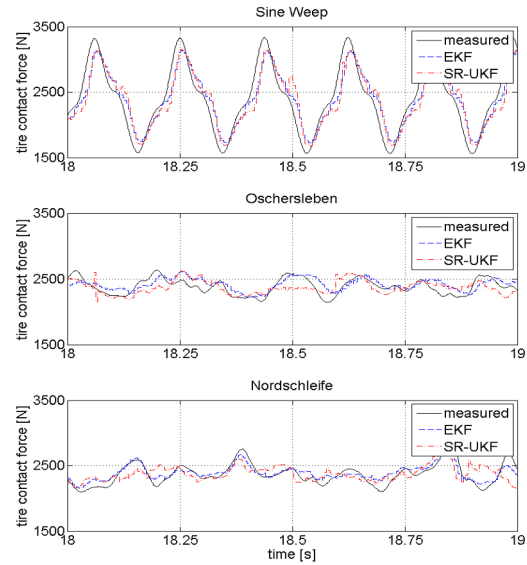 Sine Weep
3500
2500
1500
tire contact force [N]
measured
EKF
SR-UKF
18
18.25
18.5
18.75
19
Oschersleben
3500
2500
1500
tire contact force [N]
measured
EKF
SR-UKF
18
18.25
18.5
18.75
19
Nordschleife
3500
2500
1500
tire contact force [N]
measured
EKF
SR-UKF
18
18.25
18.5
18.75
19
time [s]